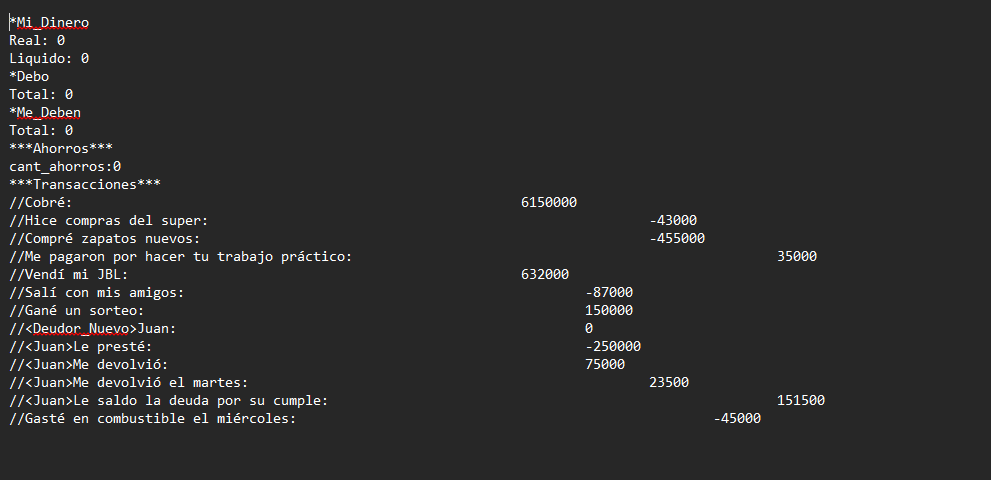 *Mi_Dinero
Real: 0
Liquido: 0
*Debo
Total: 0
*Me_Deben
Total: 0
***Ahorros***
cant_ahorros:0
***Transacciones***
//Cobré: 6150000
//Hice compras del super: -43000
//Compré zapatos nuevos: -455000
//Me pagaron por hacer tu trabajo práctico: 35000
//Vendí mi JBL: 632000
//Salí con mis amigos: -87000
//Gané un sorteo: 150000
//<Deudor_Nuevo>Juan: 0
//<Juan>Le presté: -250000
//<Juan>Me devolvió: 75000
//<Juan>Me devolvió el martes: 23500
//<Juan>Le saldo la deuda por su cumple: 151500
//Gasté en combustible el miércoles: -45000